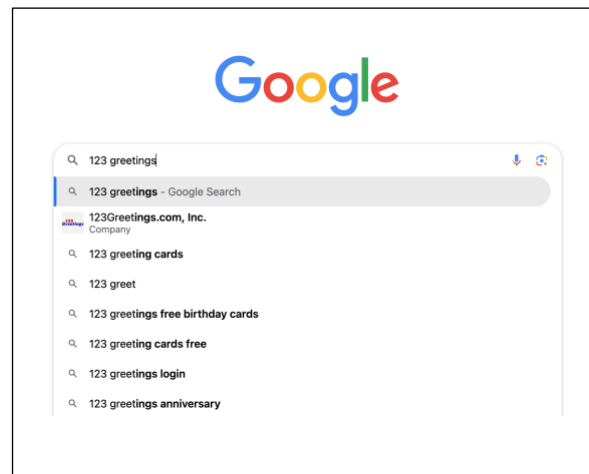 Google
123 greetings
123 greetings - Google Search
123Greetings.com, Inc.
Company
123 greeting cards
123 greet
123 greetings free birthday cards
123 greeting cards free
123 greetings login
123 greetings anniversary